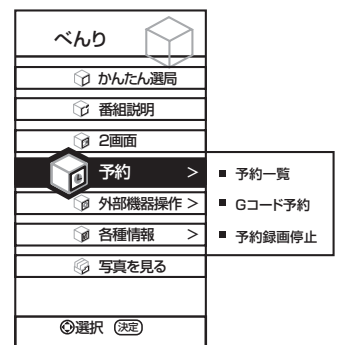 べんり
かんたん選局
番組説明
2画面
予約 >
外部機器操作 >
各種情報 >
写真を見る
選択 決定
予約一覧
Gコード予約
予約録画停止